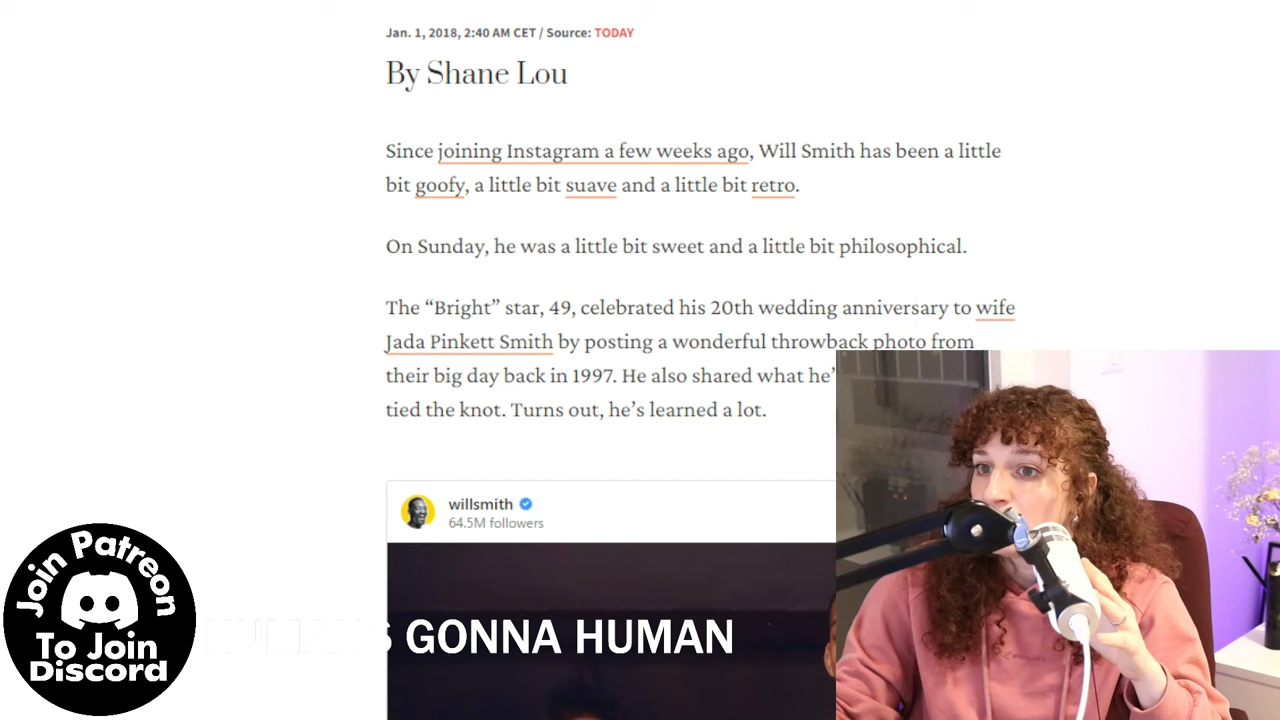 Jan. 1, 2018, 2:40 AM CET / Source: TODAY
By Shane Lou
Since joining Instagram a few weeks ago, Will Smith has been a little
bit goofy, a little bit suave and a little bit retro.
On Sunday, he was a little bit sweet and a little bit philosophical.
The “Bright” star, 49, celebrated his 20th wedding anniversary to wife
Jada Pinkett Smith by posting a wonderful throwback photo from
their big day back in 1997. He also shared what he’
tied the knot. Turns out, he’s learned a lot.
willsmith
64.5M followers
Join Patreon
To Join
Discord
HUMANS GONNA HUMAN